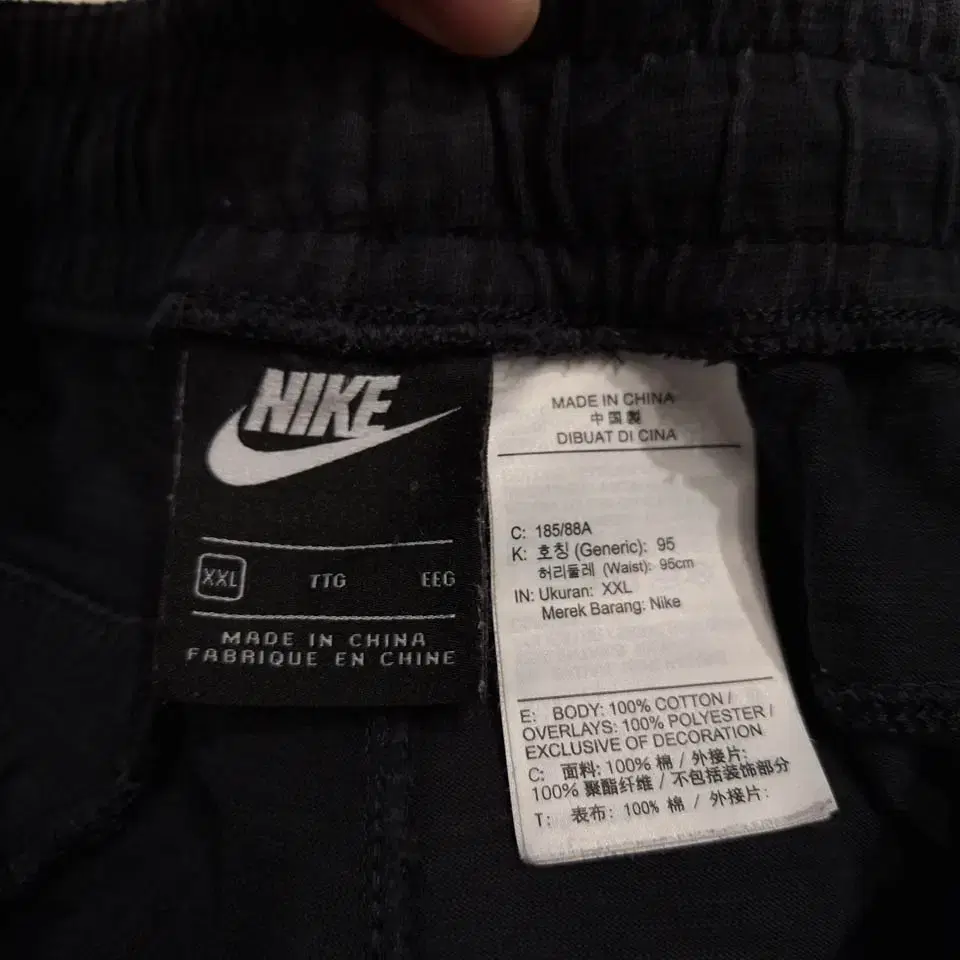 NIKE
XXL TTG EEG
MADE IN CHINA
FABRIQUE EN CHINE
MADE IN CHINA
中国製
DIBUAT DI CINA
C: 185/88A
K: 호칭 (Generic): 95
허리둘레 (Waist): 95cm
IN: Ukuran: XXL
Merek Barang: Nike
E: BODY: 100% COTTON /
OVERLAYS: 100% POLYESTER /
EXCLUSIVE OF DECORATION
C: 面料: 100% 棉 / 外接片:
100% 聚酯纤维 / 不包括装饰部分
T: 表布: 100% 棉 / 外接片: